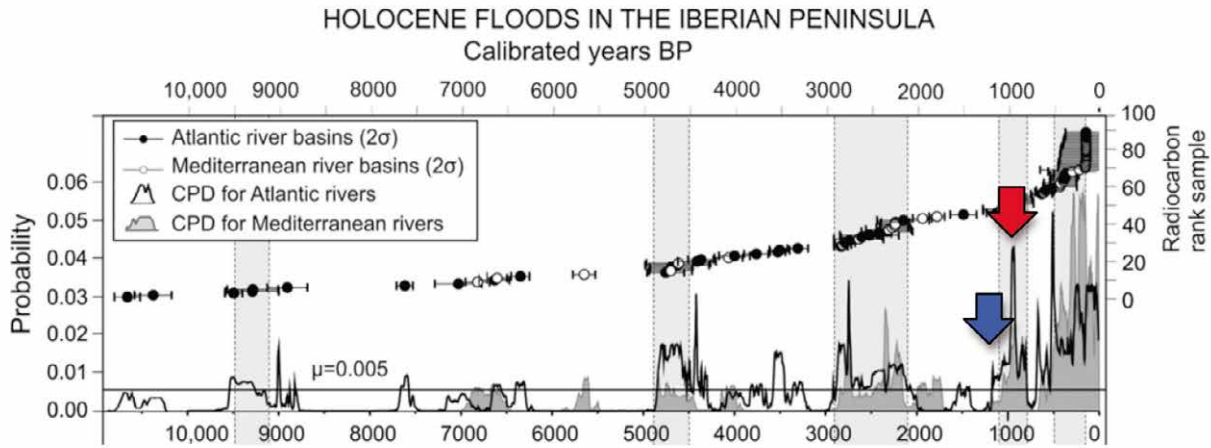 HOLOCENE FLOODS IN THE IBERIAN PENINSULA
Calibrated years BP
10,000 9000 8000 7000 6000 5000 4000 3000 2000 1000 0
Atlantic river basins (2σ)
Mediterranean river basins (2σ)
CPD for Atlantic rivers
CPD for Mediterranean rivers
Probability
0.06
0.05
0.04
0.03
0.02
0.01
0.00
μ=0.005
100
80
60
40
20
0
Radiocarbon
rank sample
10,000 9000 8000 7000 6000 5000 4000 3000 2000 1000 0